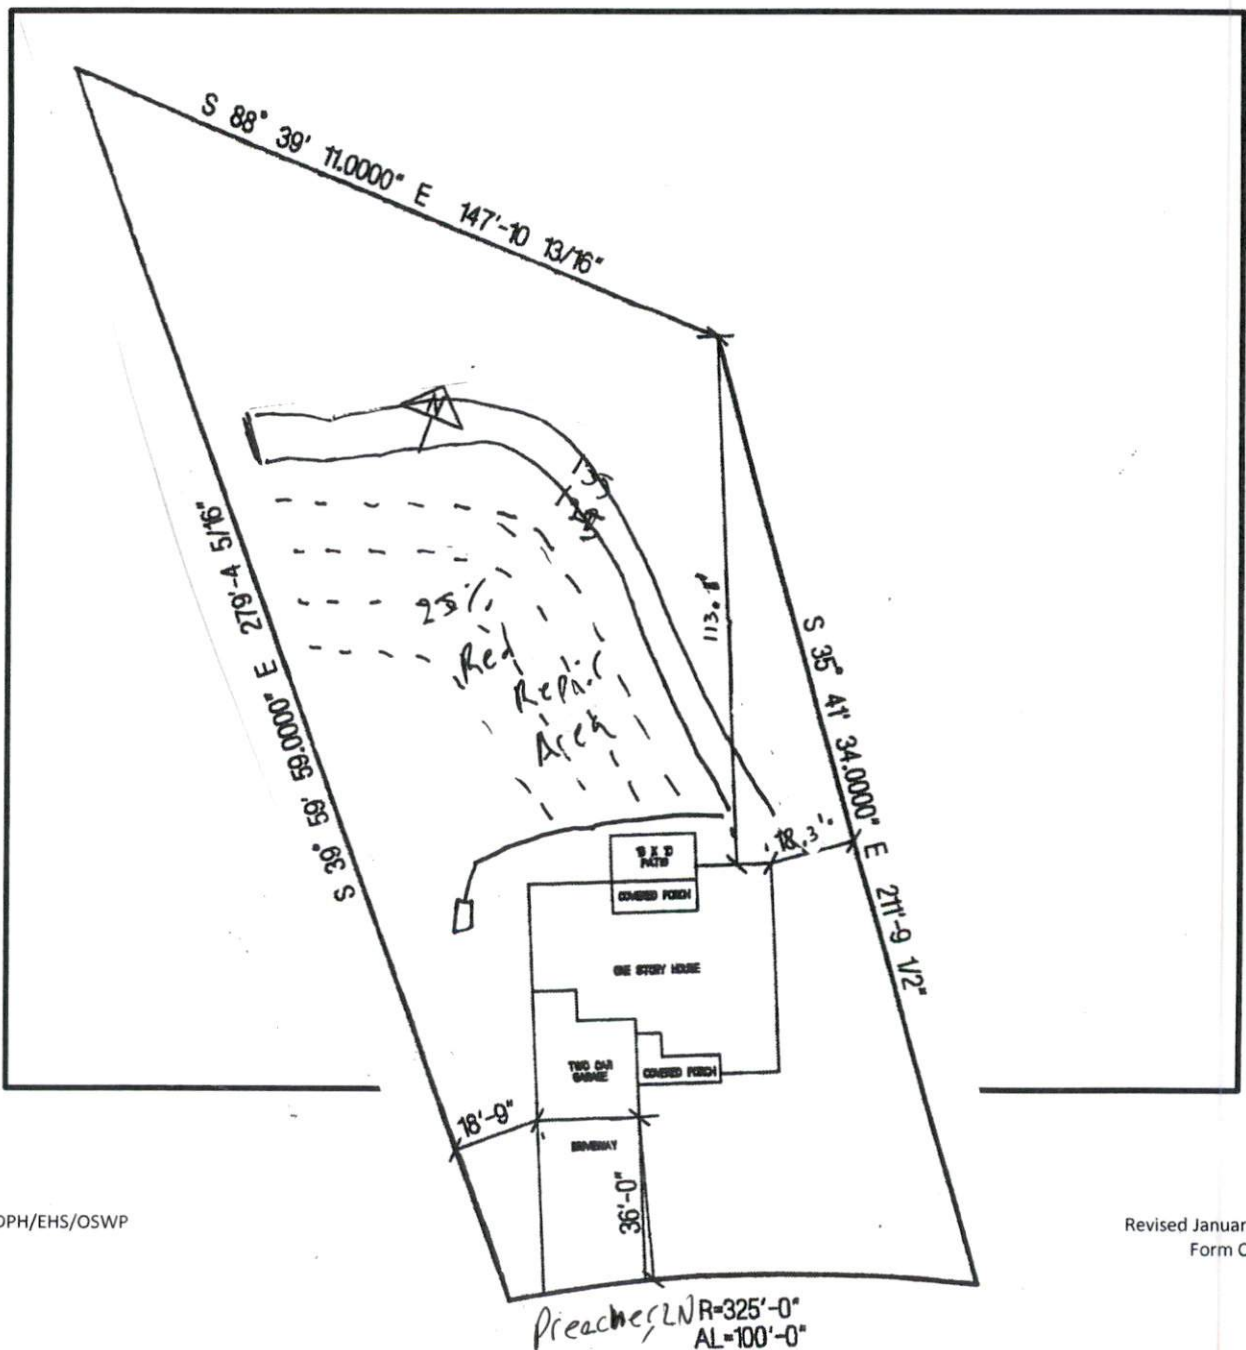 S 88° 39' 11.0000" E 147'-10 13/16"
N
S 39° 59' 59.0000" E 279'-4 5/16"
25%
Red
Repair
Area
113.1'
S 35° 41' 34.0000" E 211'-9 1/2"
18.3'
PATIO
COVERED PORCH
ONE STORY HOUSE
TWO CAR
GARAGE
COVERED PORCH
18'-9"
DRIVEWAY
36'-0"
DPH/EHS/OSWP
Revised Januar
Form O
Preacher LN R=325'-0"
AL=100'-0"